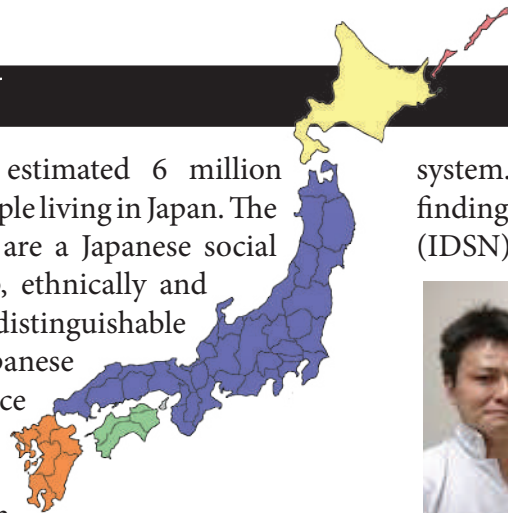 estimated 6 million
ple living in Japan. The
are a Japanese social
, ethnically and
distinguishable
panese
ce
system.
finding
(IDSN)